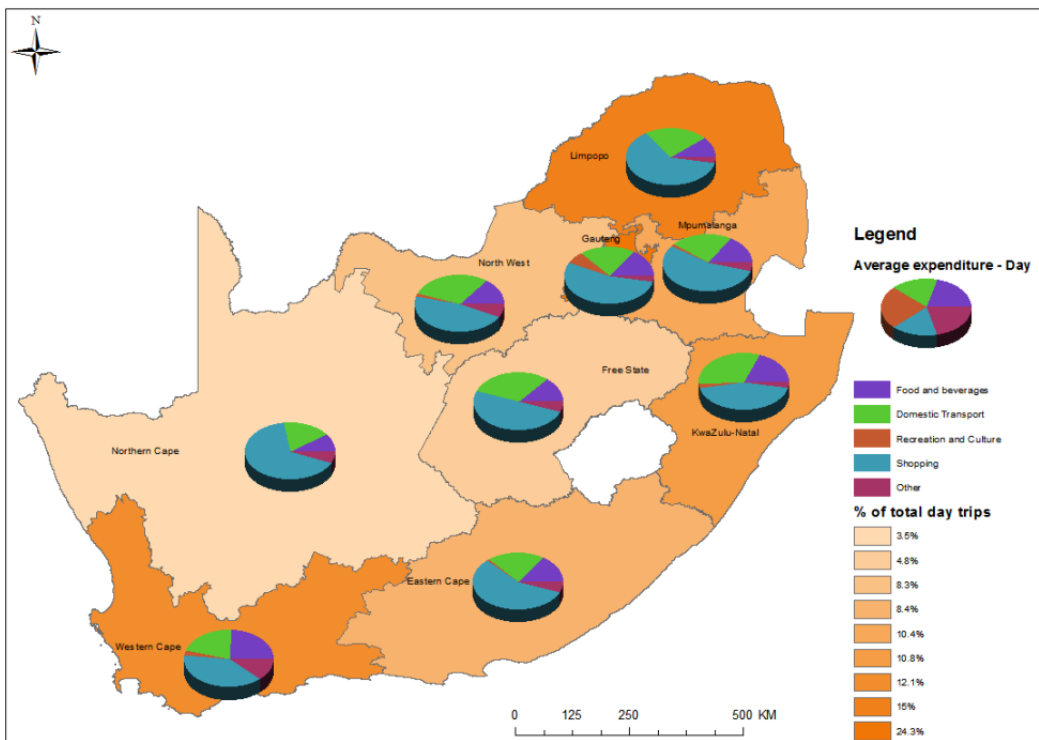 N
Limpopo
Mpumalanga
Gauteng
North West
Free State
KwaZulu-Natal
Northern Cape
Eastern Cape
Western Cape
0 125 250 500 KM
Legend
Average expenditure - Day
Food and beverages
Domestic Transport
Recreation and Culture
Shopping
Other
% of total day trips
3.5%
4.8%
8.3%
8.4%
10.4%
10.8%
12.1%
15%
24.3%